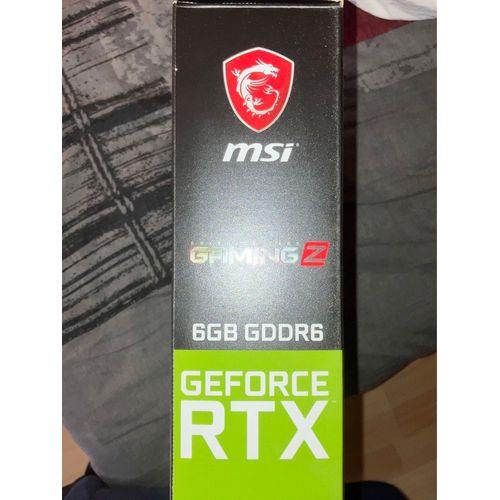 msi
GAMING Z
6GB GDDR6
GEFORCE
RTX